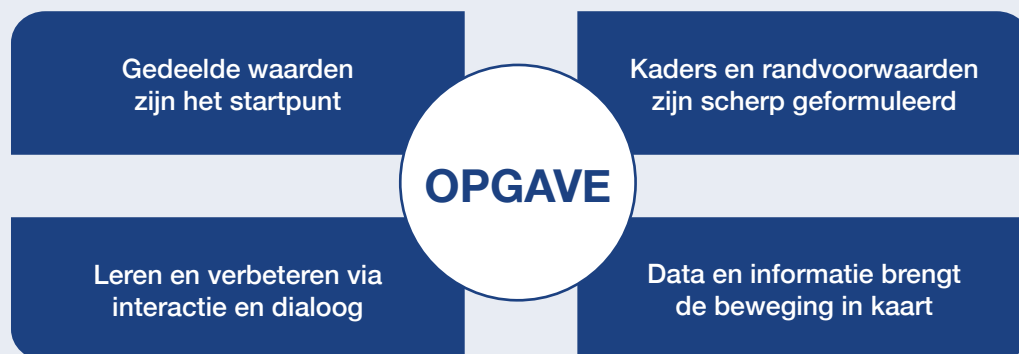 Gedeelde waarden
zijn het startpunt
Kaders en randvoorwaarden
zijn scherp geformuleerd
OPGAVE
Leren en verbeteren via
interactie en dialoog
Data en informatie brengt
de beweging in kaart